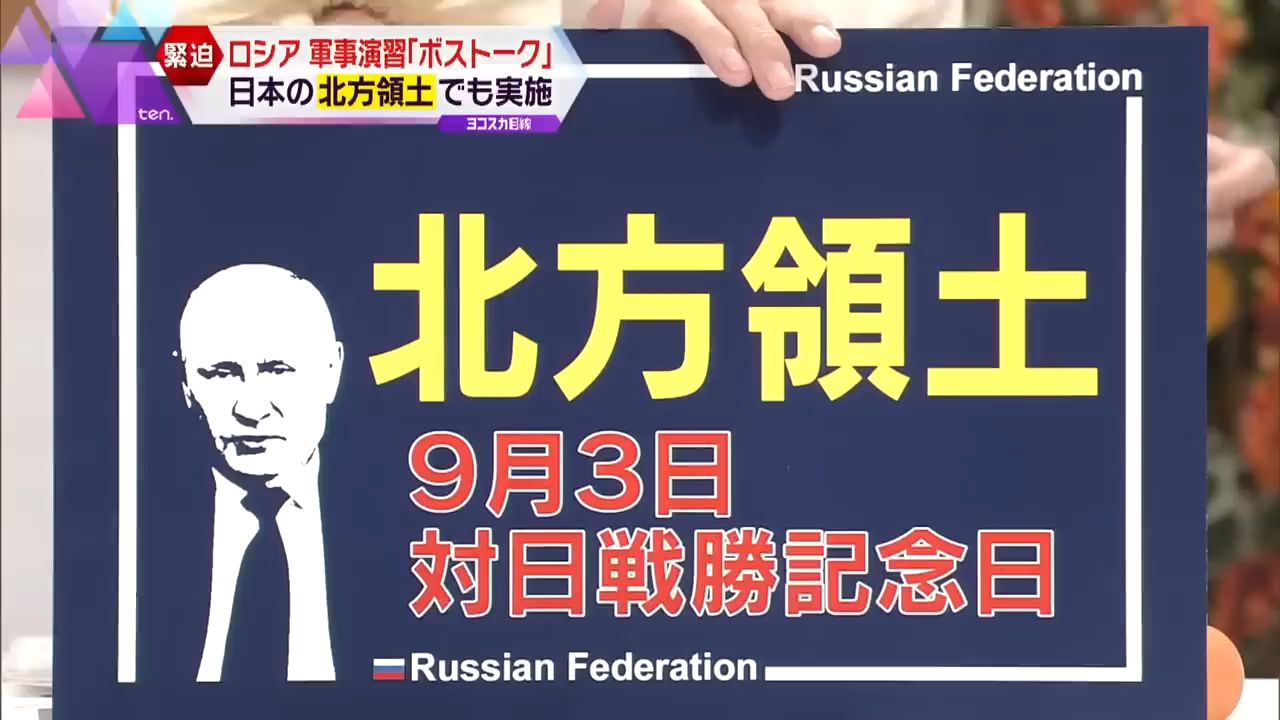 緊迫
ロシア 軍事演習「ボストーク」
日本の北方領土でも実施
ten.
ヨコスカ目線
Russian Federation
北方領土
9月3日
対日戦勝記念日
Russian Federation